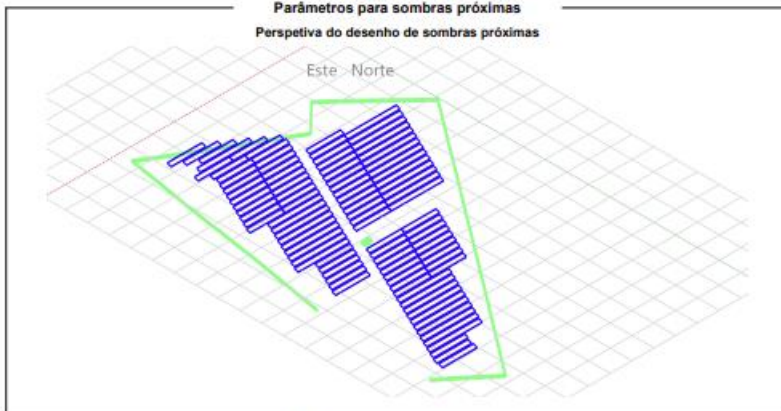 Parâmetros para sombras próximas
Perspetiva do desenho de sombras próximas
Este Norte